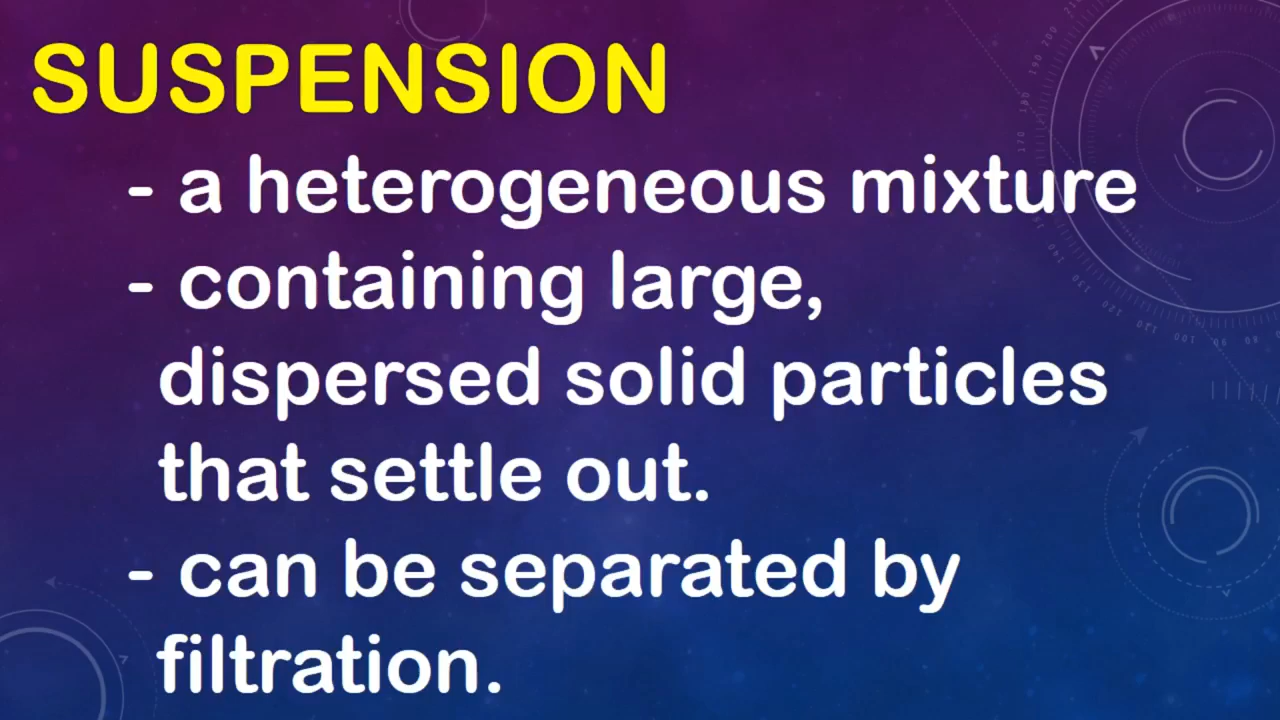 SUSPENSION
- a heterogeneous mixture
- containing large,
dispersed solid particles
that settle out.
- can be separated by
filtration.